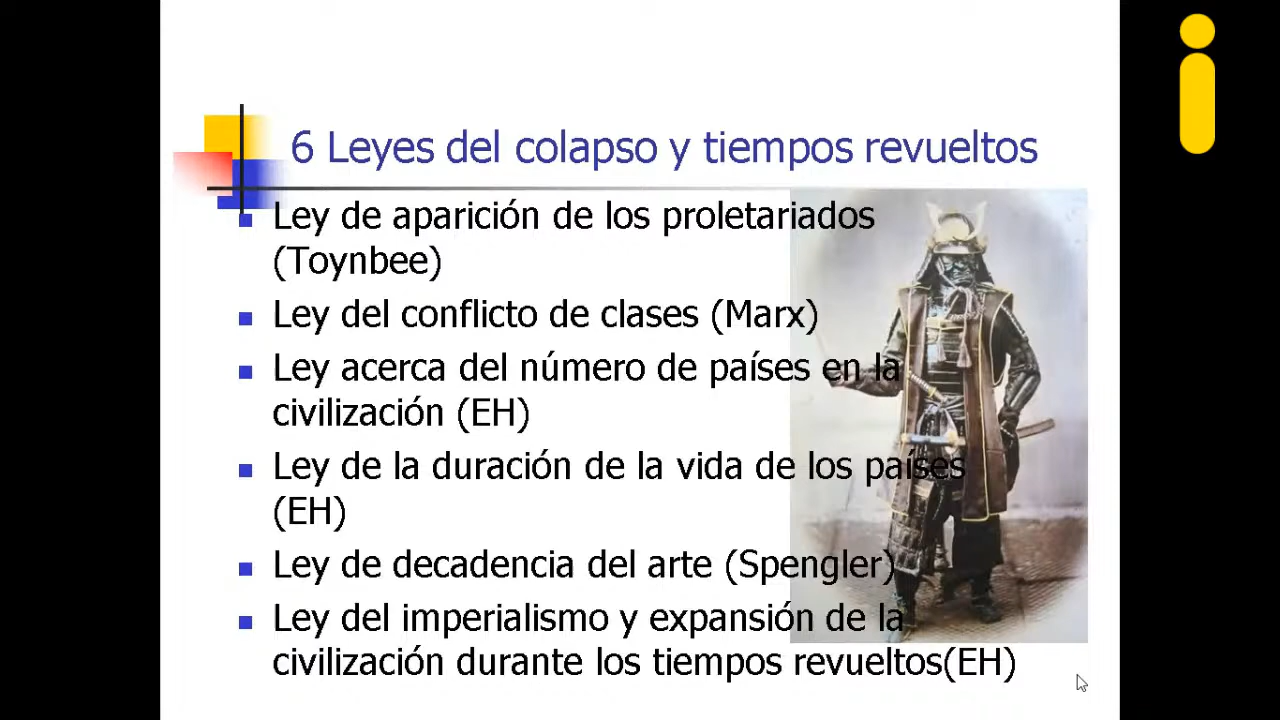 6 Leyes del colapso y tiempos revueltos
Ley de aparición de los proletariados
(Toynbee)
Ley del conflicto de clases (Marx)
Ley acerca del número de países en la
civilización (EH)
Ley de la duración de la vida de los países
(EH)
Ley de decadencia del arte (Spengler)
Ley del imperialismo y expansión de la
civilización durante los tiempos revueltos(EH)